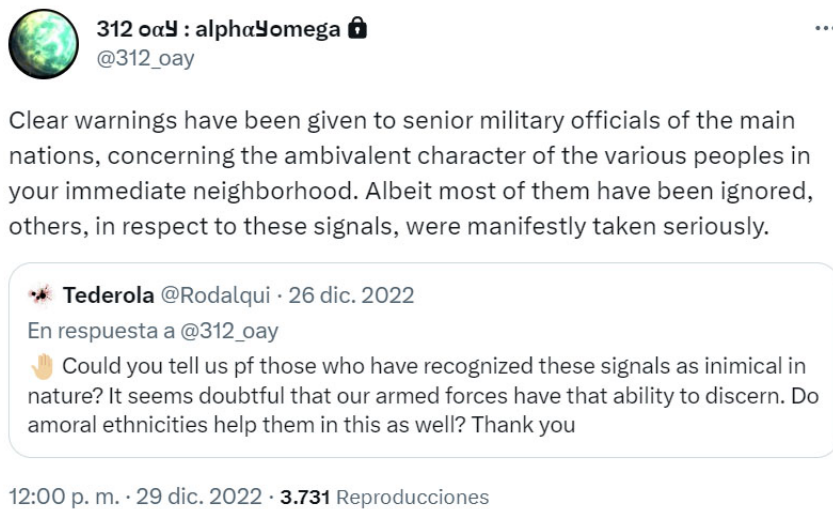 312 oαY : alphαYomega
@312_oay
Clear warnings have been given to senior military officials of the main
nations, concerning the ambivalent character of the various peoples in
your immediate neighborhood. Albeit most of them have been ignored,
others, in respect to these signals, were manifestly taken seriously.
Tederola @Rodalqui · 26 dic. 2022
En respuesta a @312_oay
🤚🏼 Could you tell us pf those who have recognized these signals as inimical in
nature? It seems doubtful that our armed forces have that ability to discern. Do
amoral ethnicities help them in this as well? Thank you
12:00 p. m. · 29 dic. 2022 · 3.731 Reproducciones